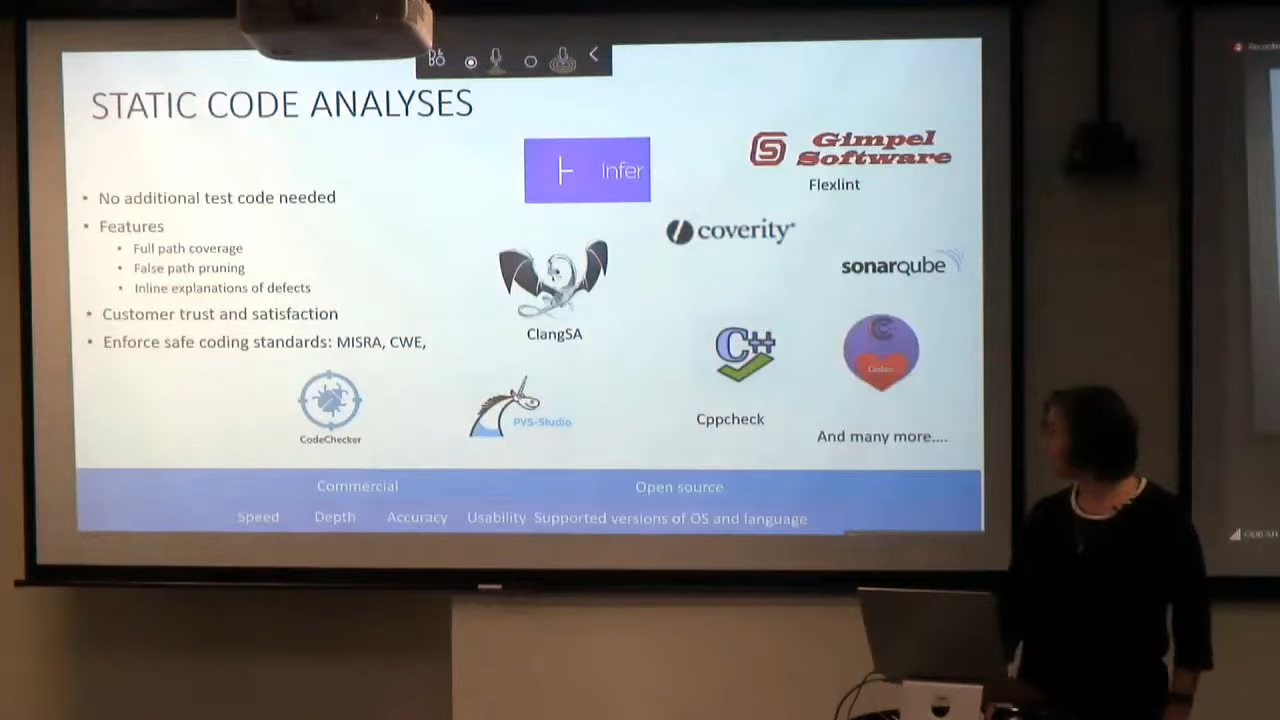 STATIC CODE ANALYSES
• No additional test code needed
• Features
• Full path coverage
• False path pruning
• Inline explanations of defects
• Customer trust and satisfaction
• Enforce safe coding standards: MISRA, CWE,
Infer
Gimpel
Software
Flexlint
coverity
sonarqube
ClangSA
C++
Cppcheck
C
And many more....
CodeChecker
PVS-Studio
Commercial
Open source
Speed Depth Accuracy Usability Supported versions of OS and language